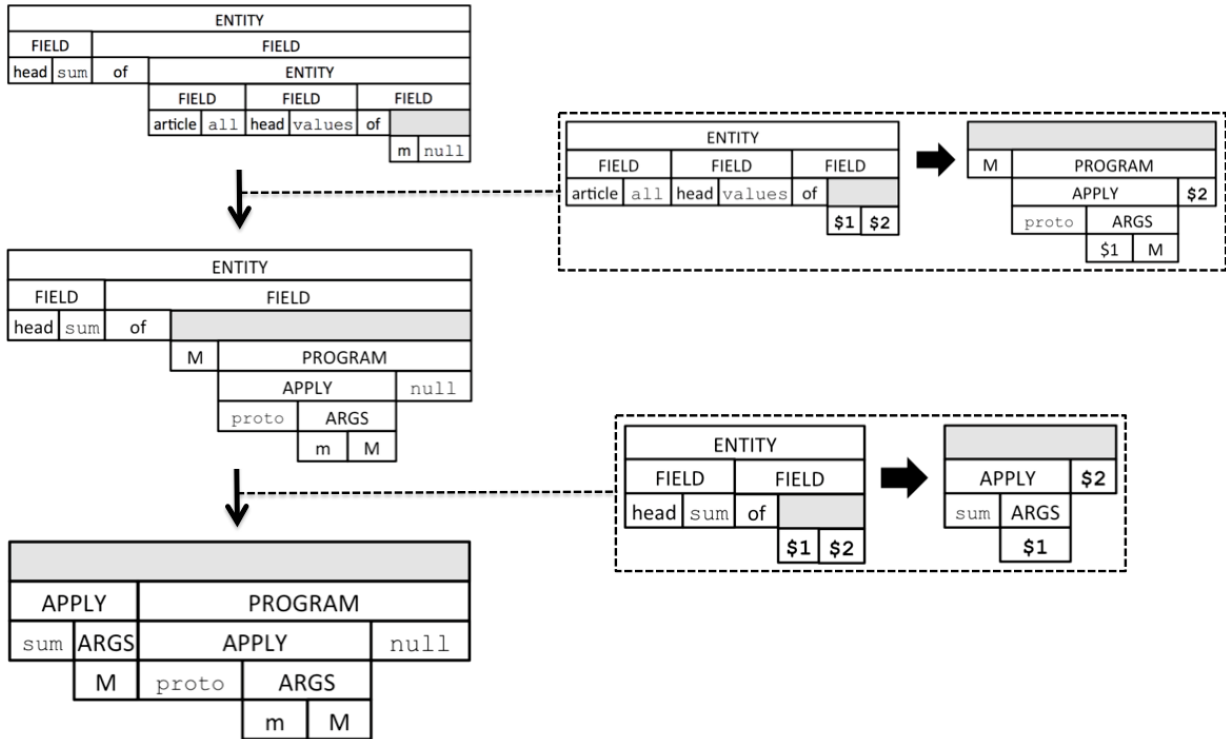 ENTITY
FIELD FIELD
head sum of ENTITY
FIELD FIELD FIELD
article all head values of
m null
ENTITY
FIELD FIELD FIELD
article all head values of
$1 $2
M PROGRAM
APPLY $2
proto ARGS
$1 M
ENTITY
FIELD FIELD
head sum of
M PROGRAM
APPLY null
proto ARGS
m M
ENTITY
FIELD FIELD
head sum of
$1 $2
APPLY $2
sum ARGS
$1
APPLY PROGRAM
sum ARGS APPLY null
M proto ARGS
m M